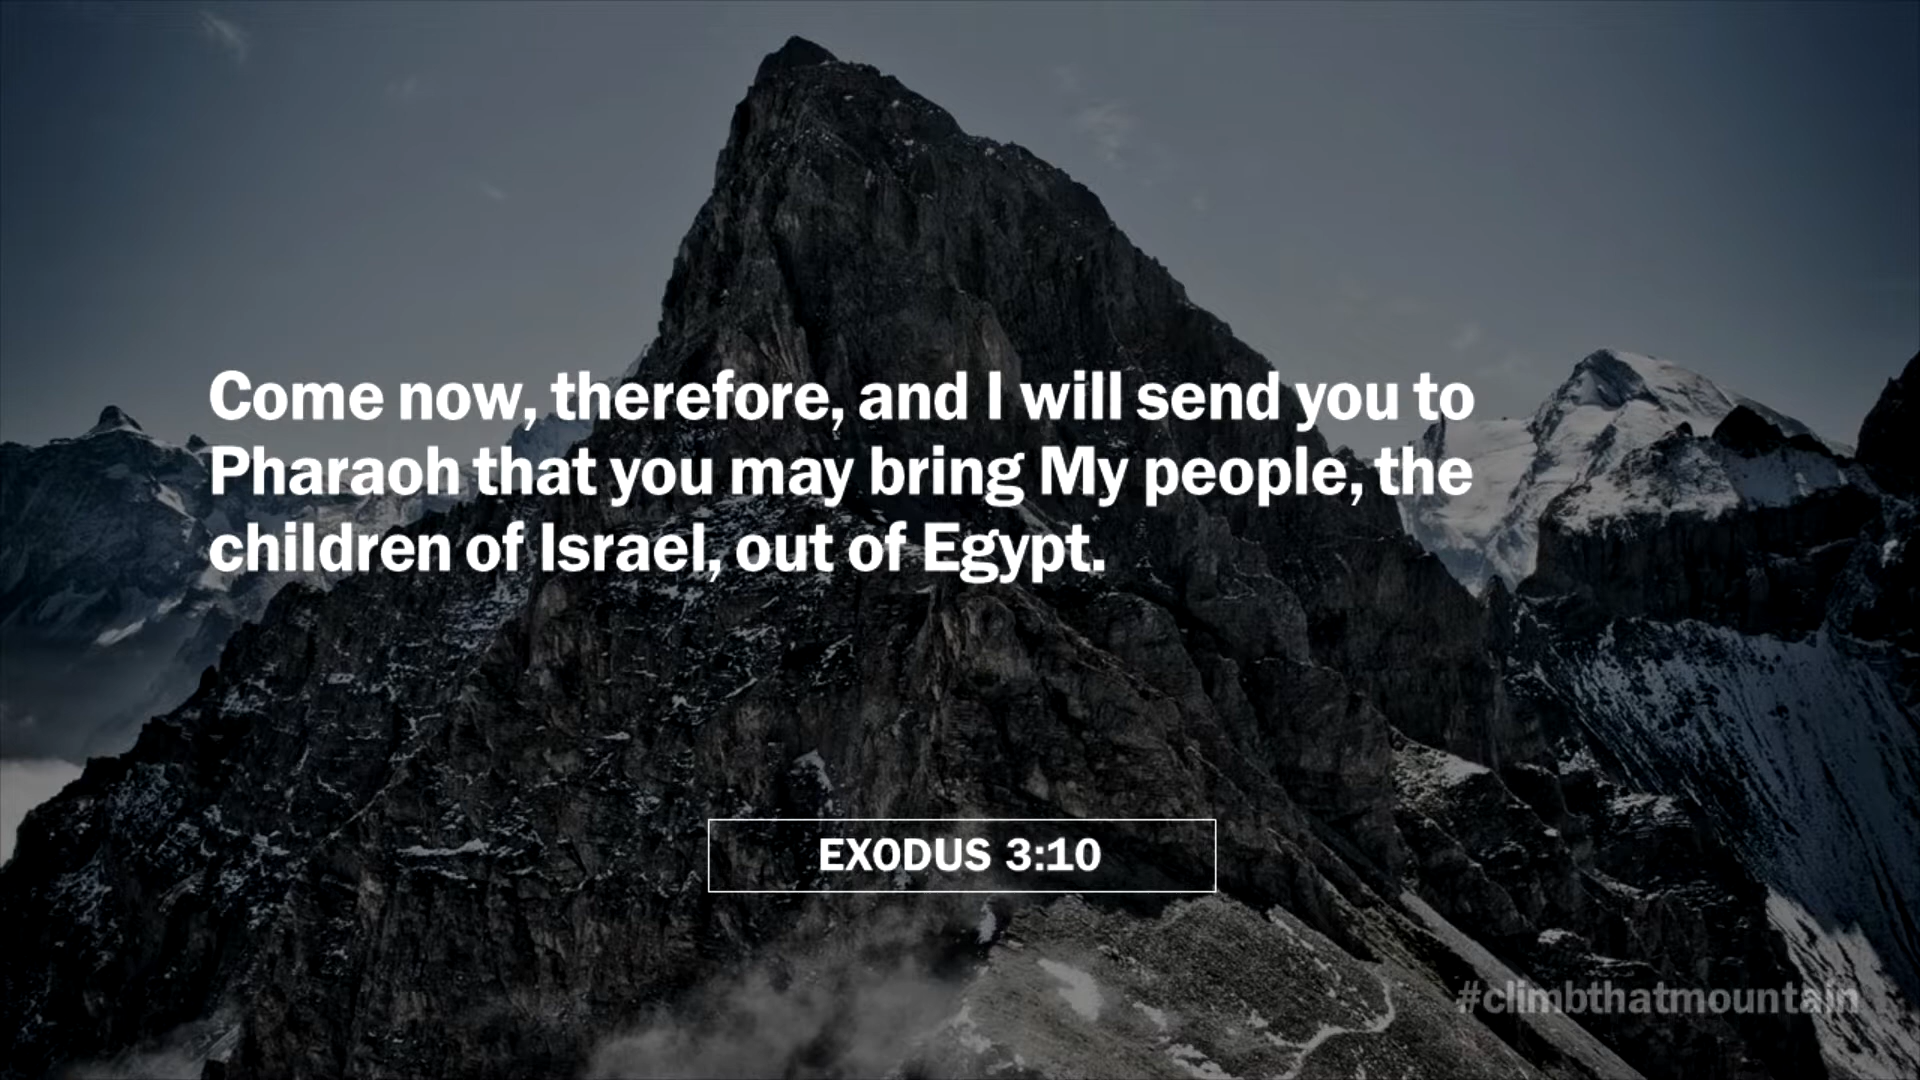 Come now, therefore, and I will send you to
Pharaoh that you may bring My people, the
children of Israel, out of Egypt.
EXODUS 3:10
#climbthatmountain